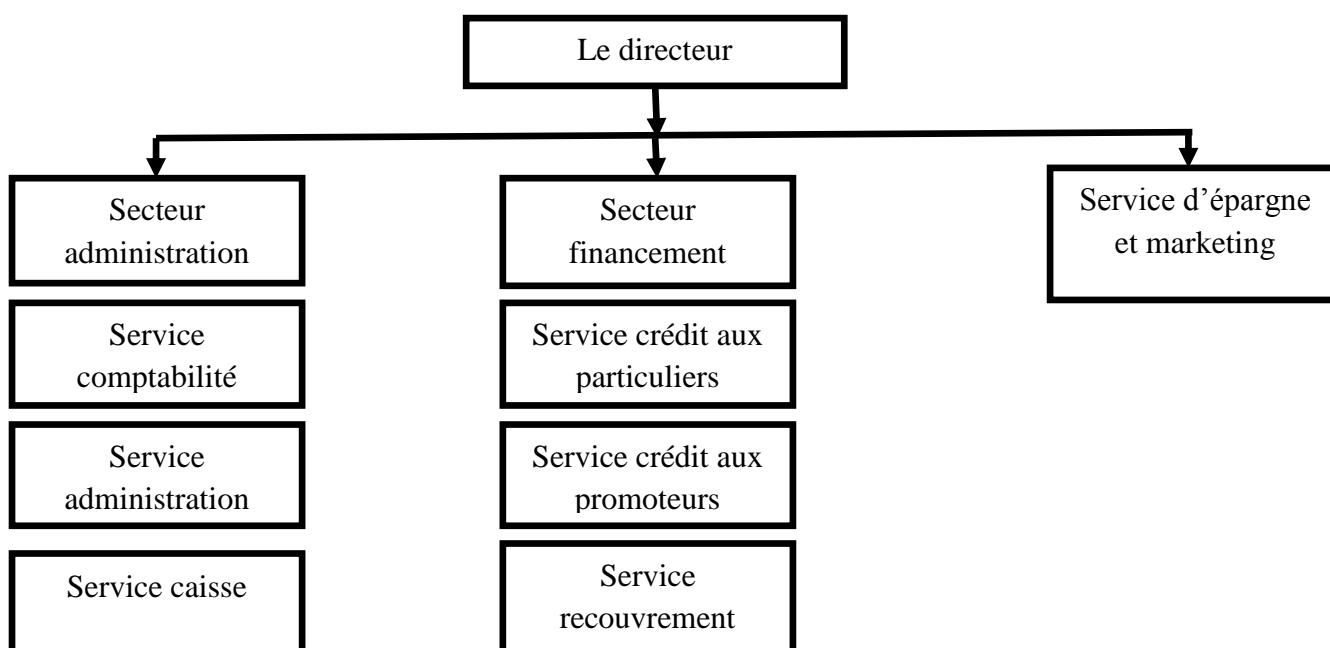 Le directeur
Secteur
administration
Secteur
financement
Service d'épargne
et marketing
Service
comptabilité
Service crédit aux
particuliers
Service
administration
Service crédit aux
promoteurs
Service caisse
Service
recouvrement